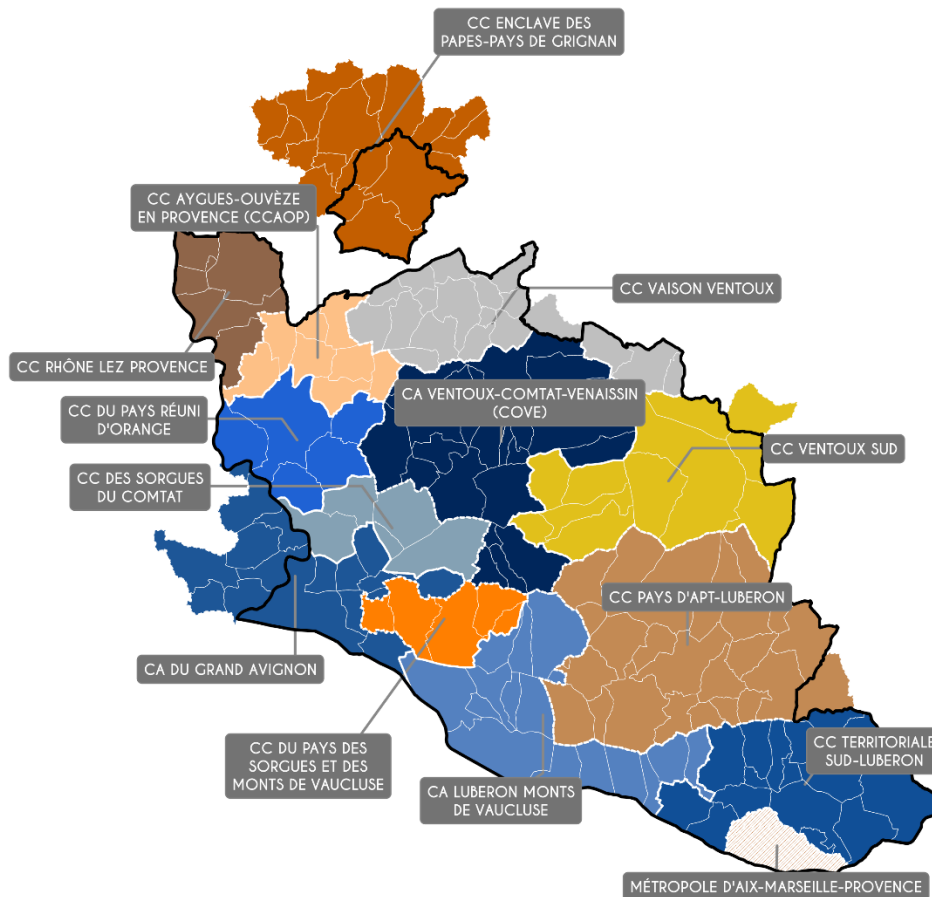 CC ENCLAVE DES
PAPES-PAYS DE GRIGNAN
CC AYGUES-OUVÈZE
EN PROVENCE (CCAOP)
CC VAISON VENTOUX
CC RHÔNE LEZ PROVENCE
CA VENTOUX-COMTAT-VENAISSIN
(COVE)
CC DU PAYS RÉUNI
D'ORANGE
CC VENTOUX SUD
CC DES SORGUES
DU COMTAT
CC PAYS D'APT-LUBERON
CA DU GRAND AVIGNON
CC DU PAYS DES
SORGUES ET DES
MONTS DE VAUCLUSE
CA LUBERON MONTS
DE VAUCLUSE
CC TERRITORIALE
SUD-LUBERON
MÉTROPOLE D'AIX-MARSEILLE-PROVENCE